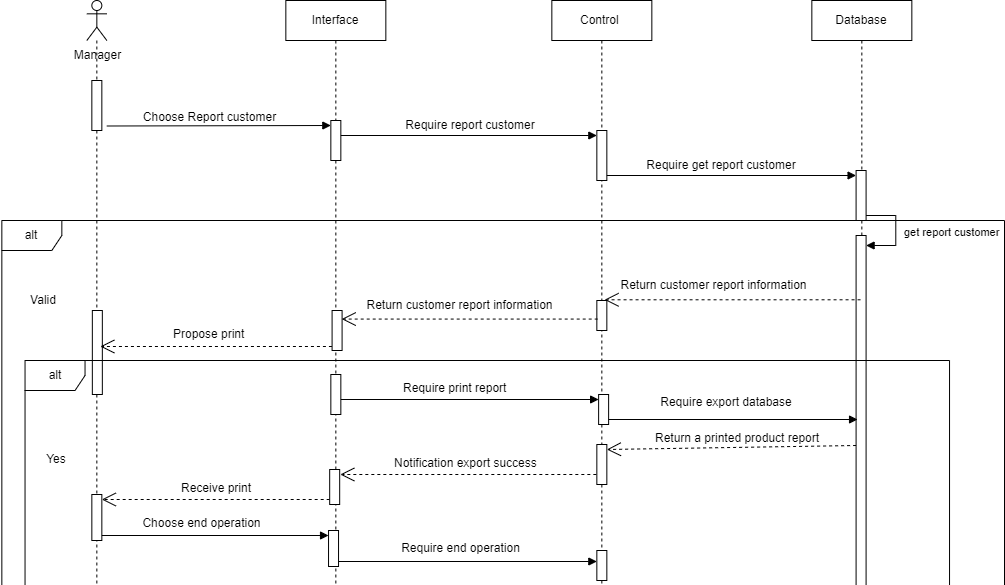 Interface
Control
Database
Manager
Choose Report customer
Require report customer
Require get report customer
alt
get report customer
Valid
Return customer report information
Return customer report information
Propose print
alt
Require print report
Require export database
Return a printed product report
Yes
Notification export success
Receive print
Choose end operation
Require end operation